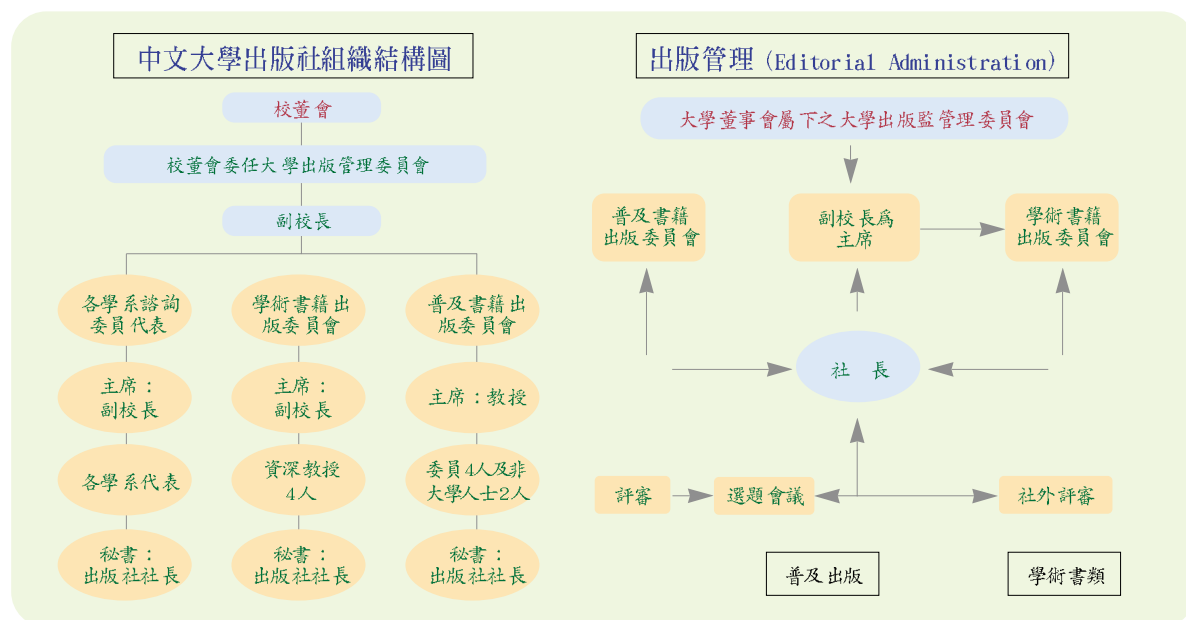 中文大學出版社組織結構圖
校董會
校董會委任大學出版管理委員會
副校長
各學系諮詢
委員代表
主席：
副校長
各學系代表
秘書：
出版社社長
學術書籍出
版委員會
主席：
副校長
資深教授
4人
秘書：
出版社社長
普及書籍出
版委員會
主席：教授
委員4人及非
大學人士2人
秘書：
出版社社長
出版管理 (Editorial Administration)
大學董事會屬下之大學出版監管理委員會
普及書籍
出版委員會
副校長爲
主席
學術書籍
出版委員會
社 長
評審
選題會議
社外評審
普及出版
學術書類